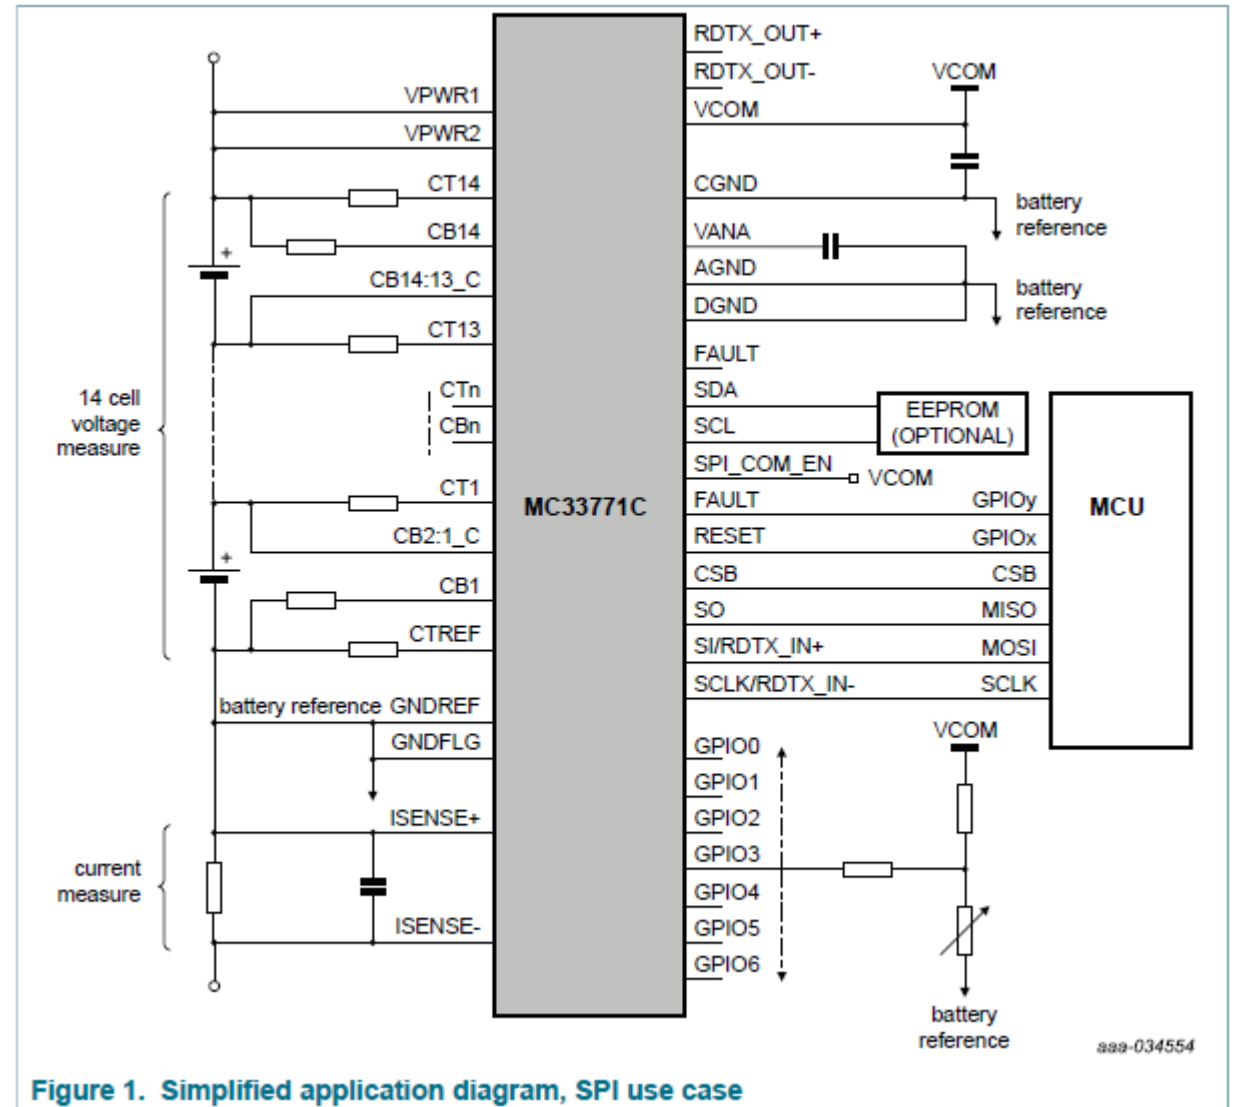 RDTX_OUT+
RDTX_OUT-
VCOM
VPWR1
VCOM
VPWR2
CT14
CGND
battery
reference
CB14
VANA
+
CB14:13_C
AGND
battery
reference
DGND
CT13
FAULT
14 cell
voltage
measure
CTn
SDA
EEPROM
(OPTIONAL)
CBn
SCL
SPI_COM_EN
VCOM
CT1
MC33771C
FAULT
GPIOy
MCU
CB2:1_C
RESET
GPIOx
+
CSB
CSB
CB1
SO
MISO
CTREF
SI/RDTX_IN+
MOSI
SCLK/RDTX_IN-
SCLK
battery reference GNDREF
VCOM
GNDFLG
GPIO0
GPIO1
ISENSE+
GPIO2
GPIO3
current
measure
GPIO4
ISENSE-
GPIO5
GPIO6
battery
reference
aaa-034554
Figure 1. Simplified application diagram, SPI use case